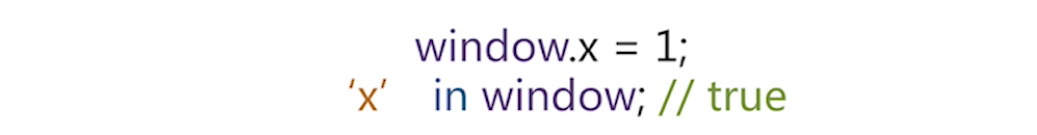 window.x = 1;
‘x’ in window; // true